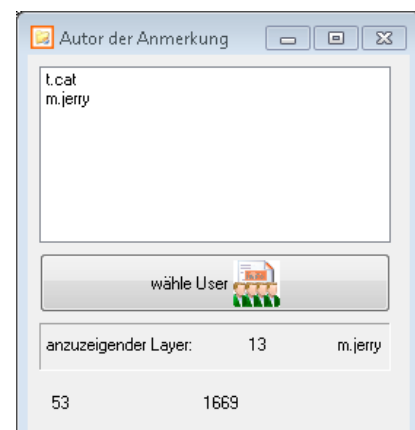 Autor der Anmerkung
t.cat
m.jerry
wähle User
anzuzeigender Layer: 13 m.jerry
53 1669